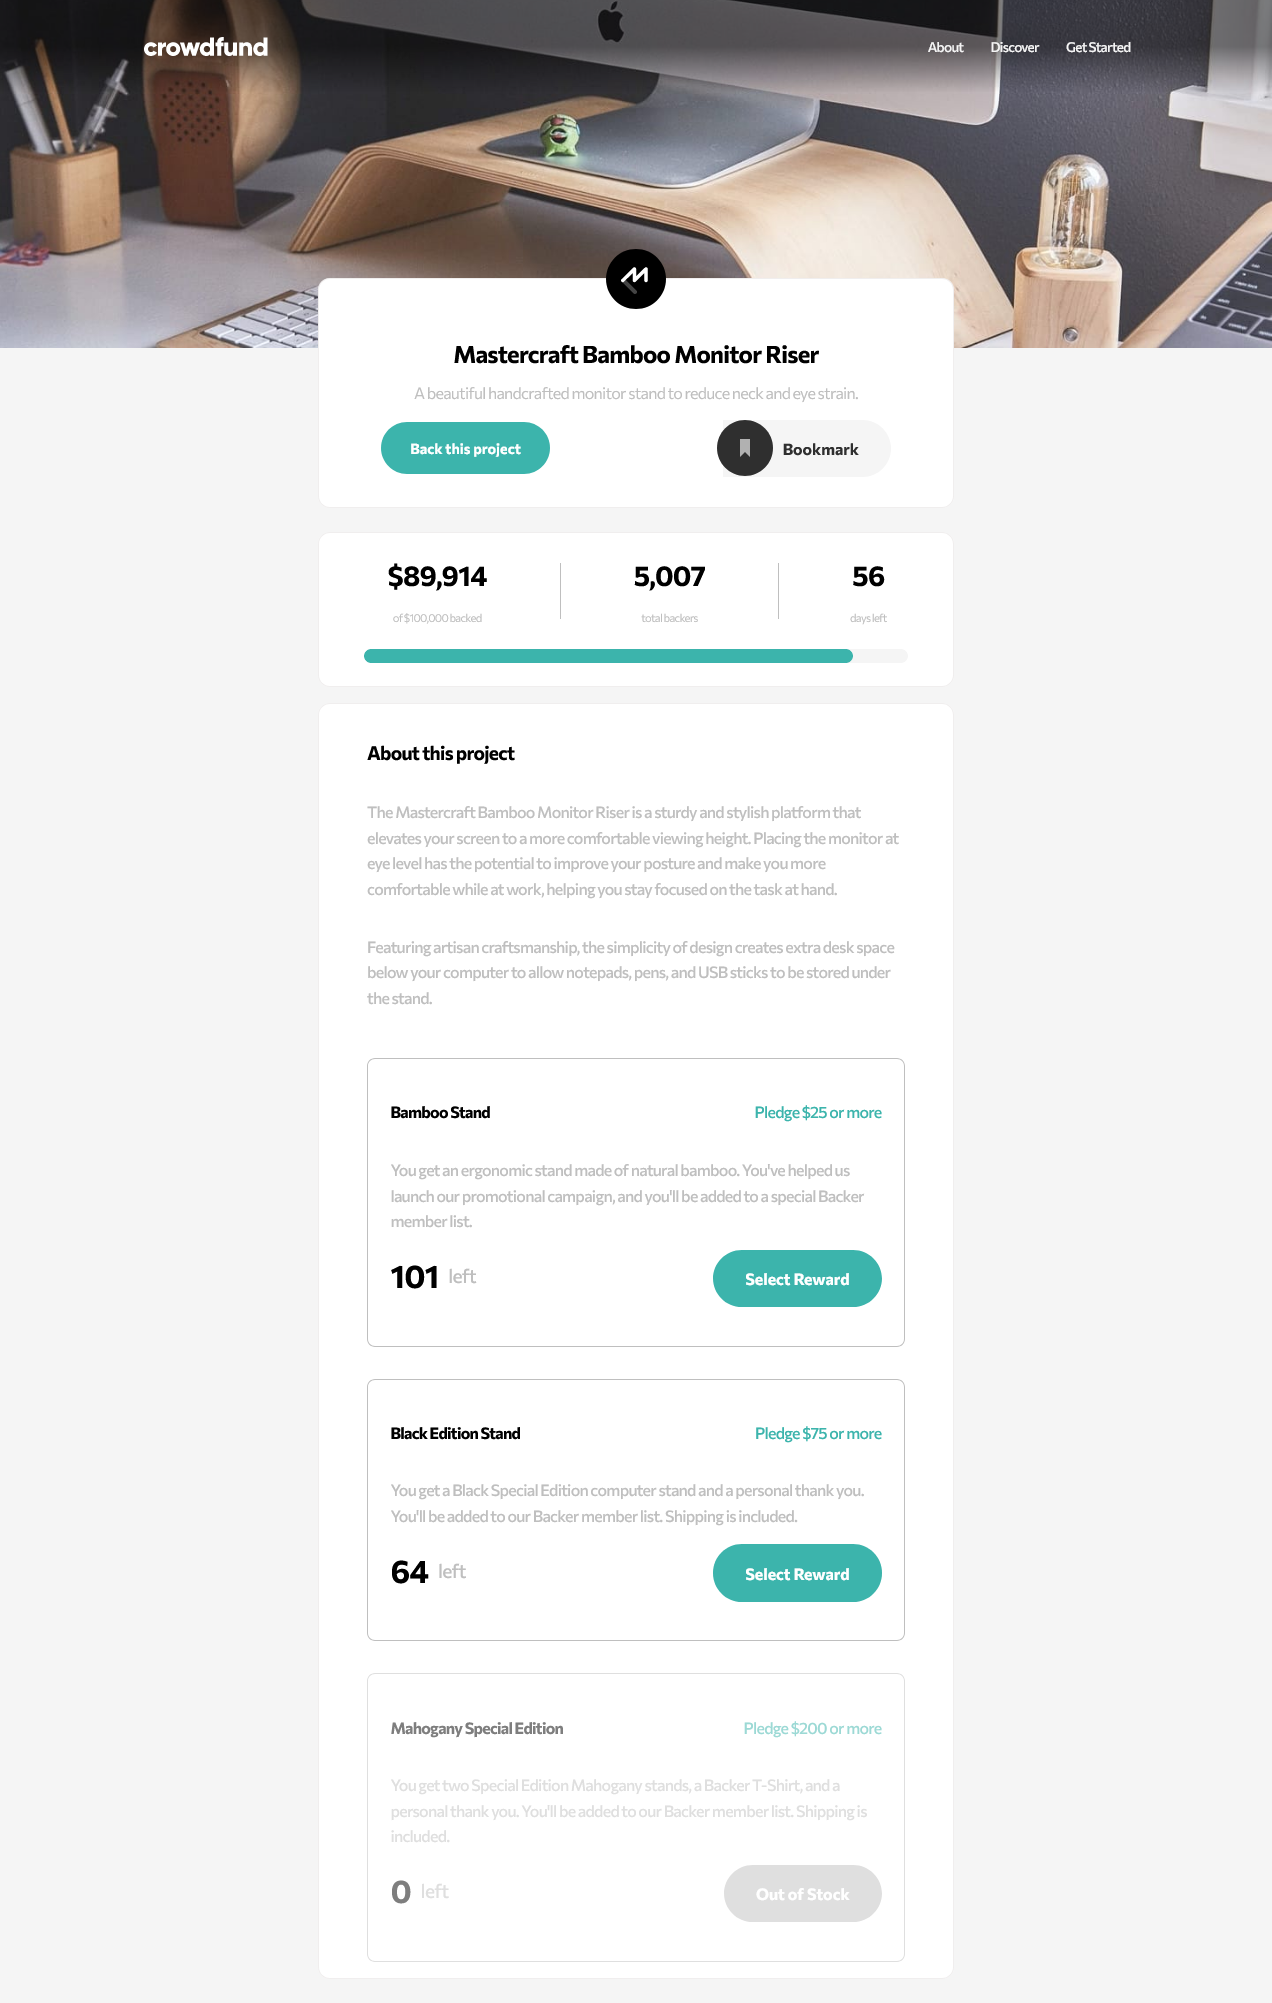 crowdfund
About Discover Get Started
Mastercraft Bamboo Monitor Riser
A beautiful handcrafted monitor stand to reduce neck and eye strain.
Back this project
Bookmark
$89,914
of $100,000 backed
5,007
total backers
56
days left
About this project
The Mastercraft Bamboo Monitor Riser is a sturdy and stylish platform that
elevates your screen to a more comfortable viewing height. Placing the monitor at
eye level has the potential to improve your posture and make you more
comfortable while at work, helping you stay focused on the task at hand.
Featuring artisan craftsmanship, the simplicity of design creates extra desk space
below your computer to allow notepads, pens, and USB sticks to be stored under
the stand.
Bamboo Stand
Pledge $25 or more
You get an ergonomic stand made of natural bamboo. You've helped us
launch our promotional campaign, and you'll be added to a special Backer
member list.
101 left
Select Reward
Black Edition Stand
Pledge $75 or more
You get a Black Special Edition computer stand and a personal thank you.
You'll be added to our Backer member list. Shipping is included.
64 left
Select Reward
Mahogany Special Edition
Pledge $200 or more
You get two Special Edition Mahogany stands, a Backer T-Shirt, and a
personal thank you. You'll be added to our Backer member list. Shipping is
included.
0 left
Out of Stock